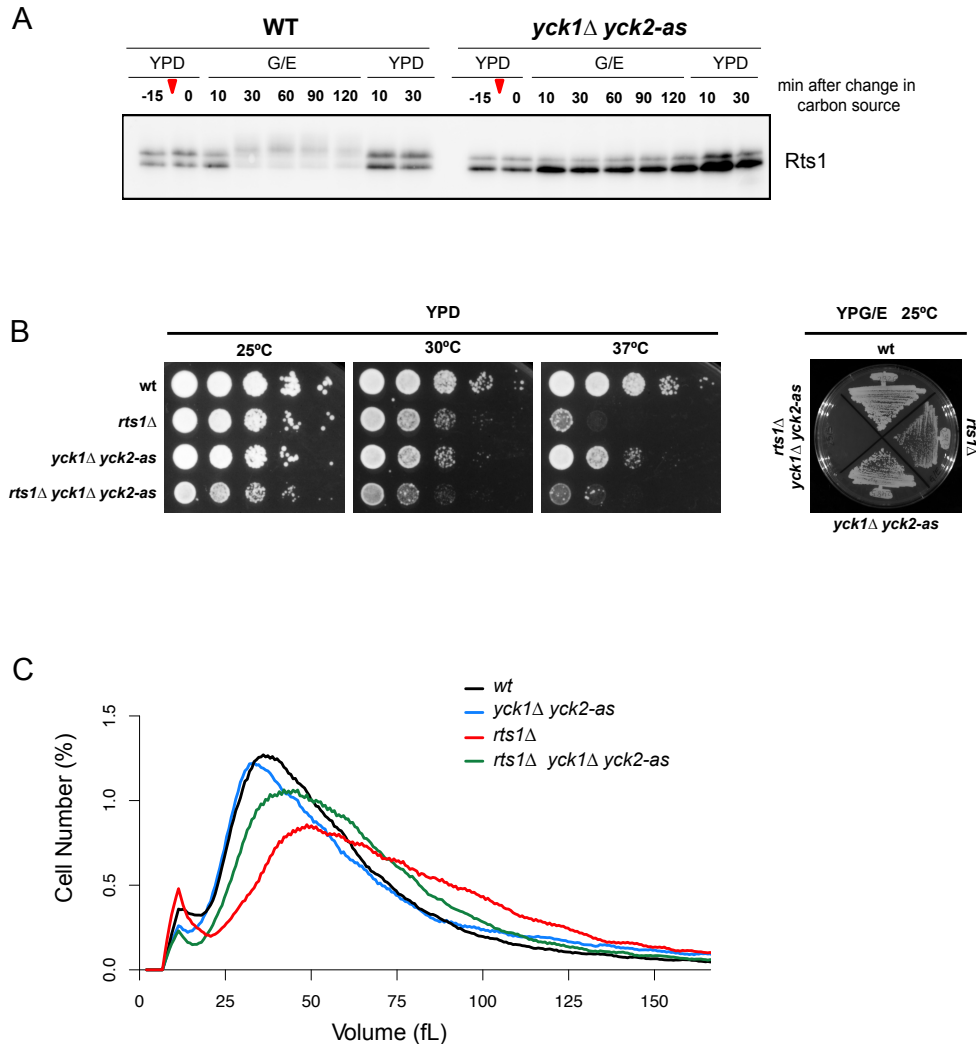 A
WT
yck1Δ yck2-as
YPD G/E YPD YPD G/E YPD
-15 0 10 30 60 90 120 10 30 -15 0 10 30 60 90 120 10 30
min after change in
carbon source
Rts1
B
YPD
YPG/E 25ºC
25ºC 30ºC 37ºC
wt
wt
rts1Δ
yck1Δ yck2-as
rts1Δ yck1Δ yck2-as
rts1Δ
yck1Δ yck2-as
rts1Δ
yck1Δ yck2-as
C
wt
yck1Δ yck2-as
rts1Δ
rts1Δ yck1Δ yck2-as
Cell Number (%)
1.5
1.0
0.5
0.0
0 25 50 75 100 125 150
Volume (fL)